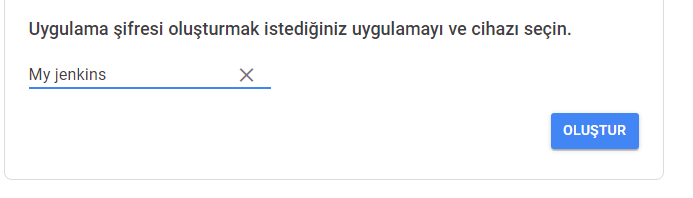 Uygulama şifresi oluşturmak istediğiniz uygulamayı ve cihazı seçin.
My jenkins
OLUŞTUR